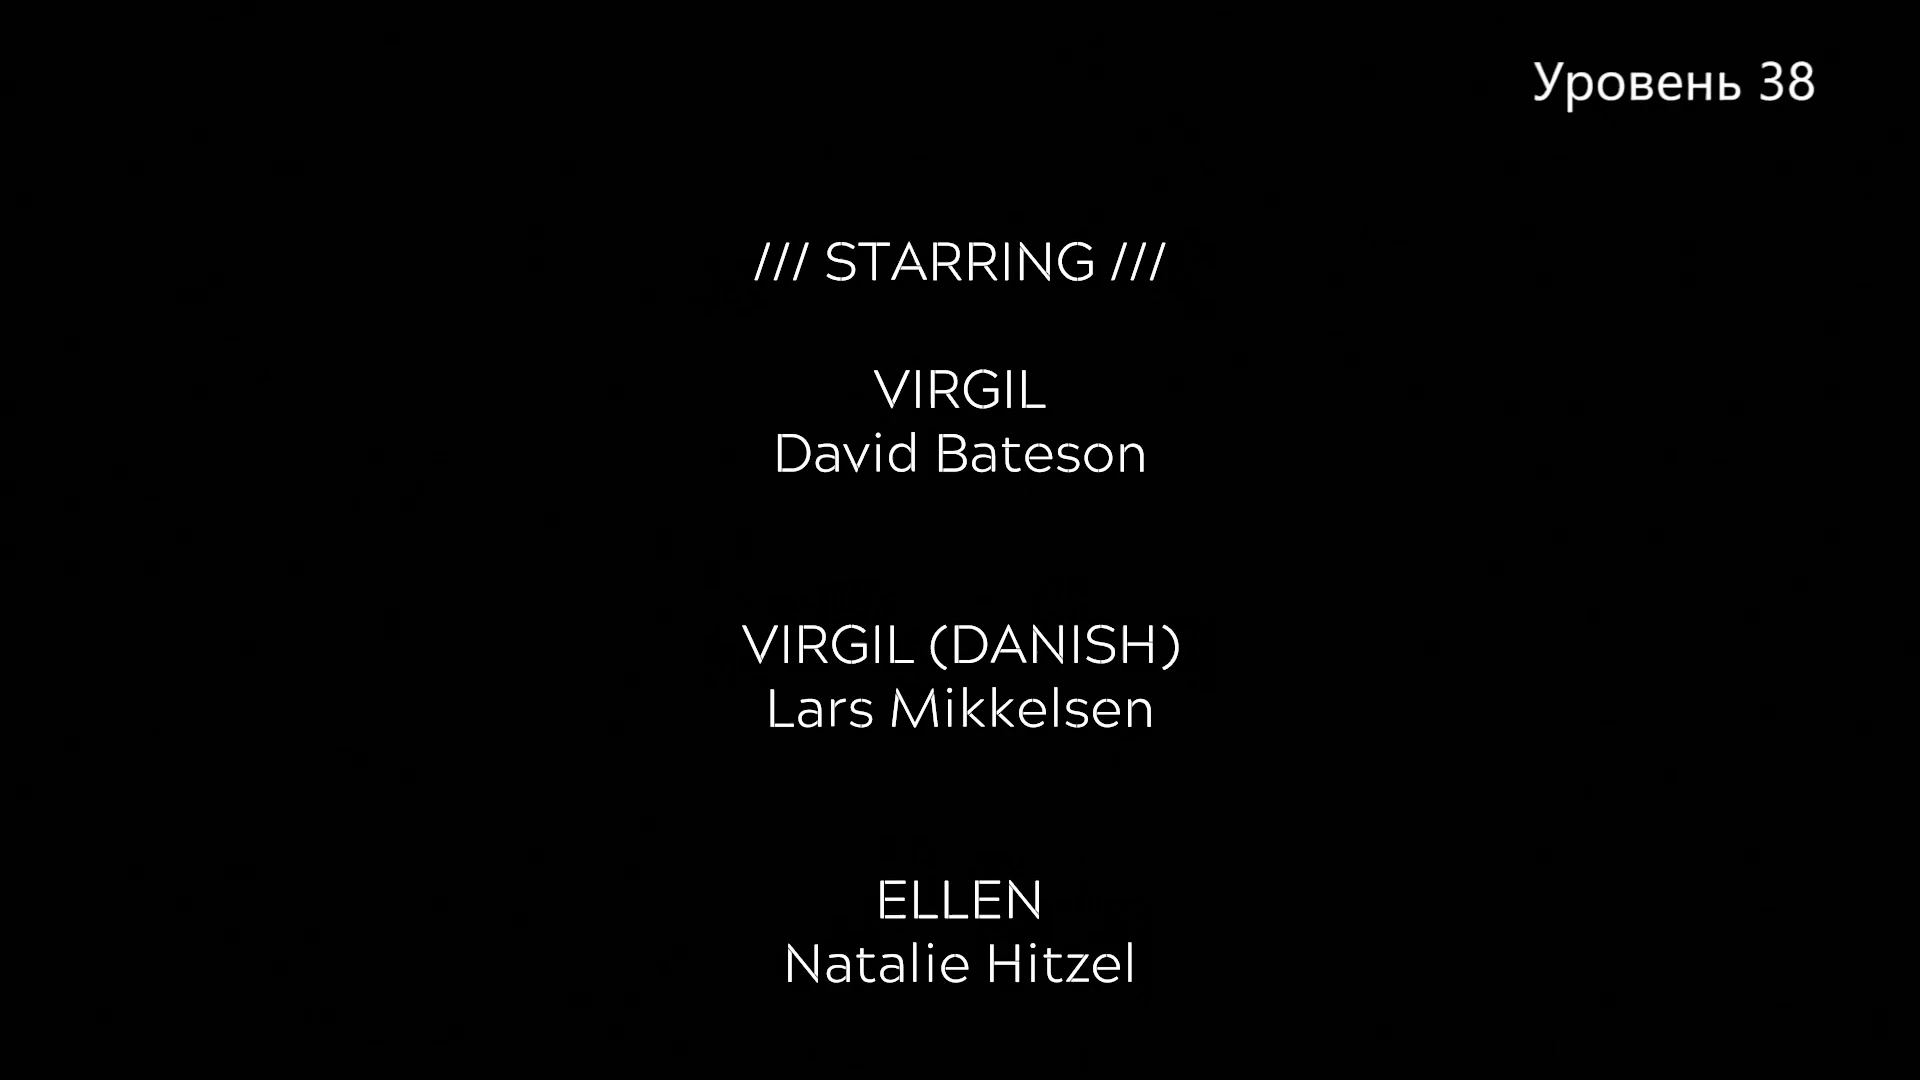 Уровень 38
/// STARRING ///
VIRGIL
David Bateson
VIRGIL (DANISH)
Lars Mikkelsen
ELLEN
Natalie Hitzel